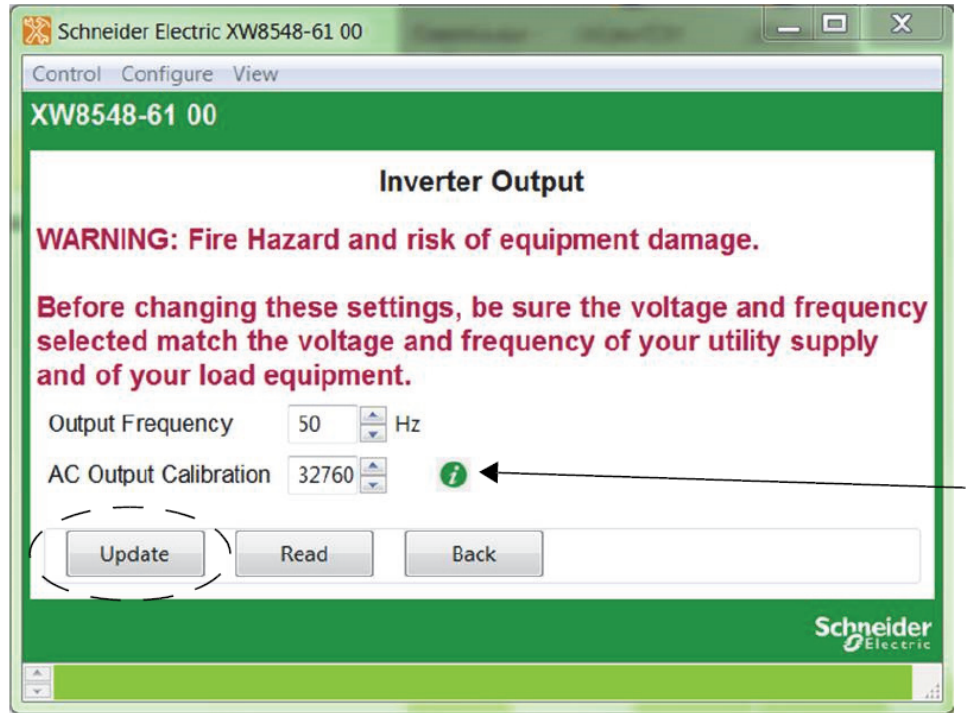 Schneider Electric XW8548-61 00
Control Configure View
XW8548-61 00
Inverter Output
WARNING: Fire Hazard and risk of equipment damage.
Before changing these settings, be sure the voltage and frequency
selected match the voltage and frequency of your utility supply
and of your load equipment.
Output Frequency 50 Hz
AC Output Calibration 32760 i
Update Read Back
Schneider
Electric